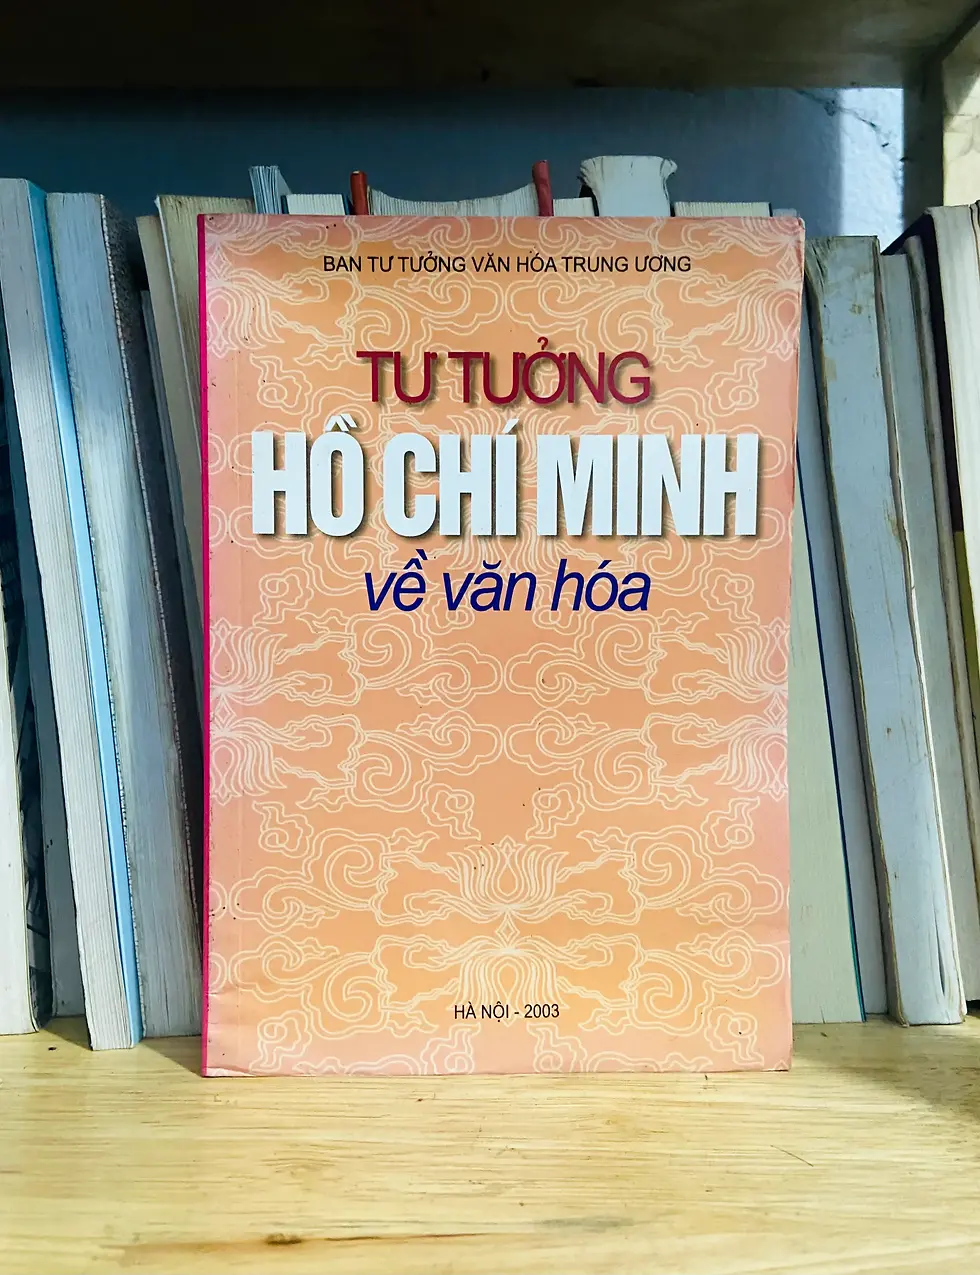 BAN TƯ TƯỞNG VĂN HÓA TRUNG ƯƠNG
TƯ TƯỞNG
HỒ CHÍ MINH
về văn hóa
HÀ NỘI - 2003